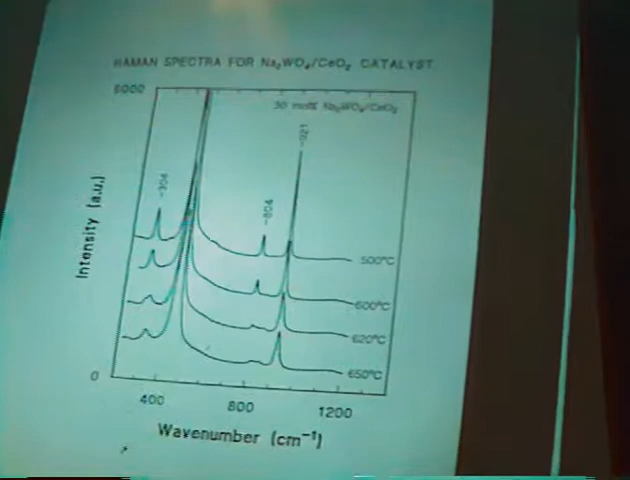 RAMAN SPECTRA FOR Na₂WO₄/CeO₂ CATALYST
6000
30 mol% Na₂WO₄/CeO₂
-304
-804
-921
500°C
600°C
620°C
650°C
Intensity (a.u.)
0
400 800 1200
Wavenumber (cm⁻¹)